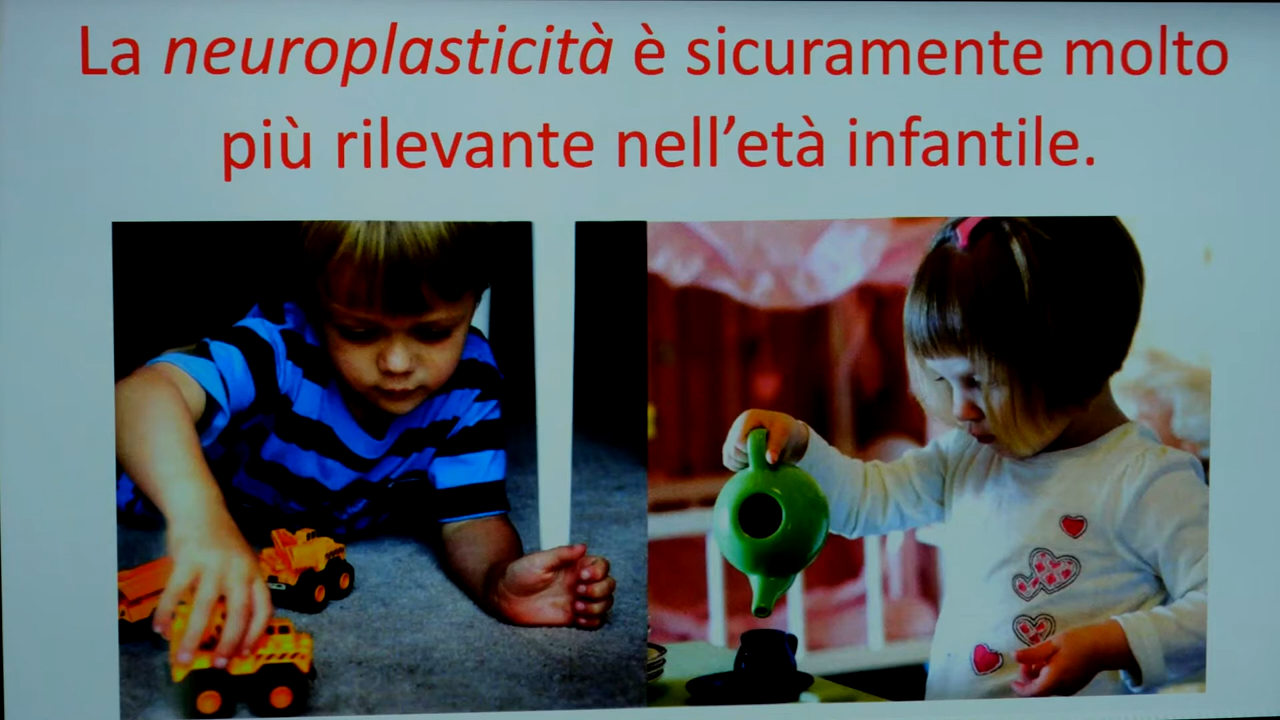 La neuroplasticità è sicuramente molto
più rilevante nell’età infantile.